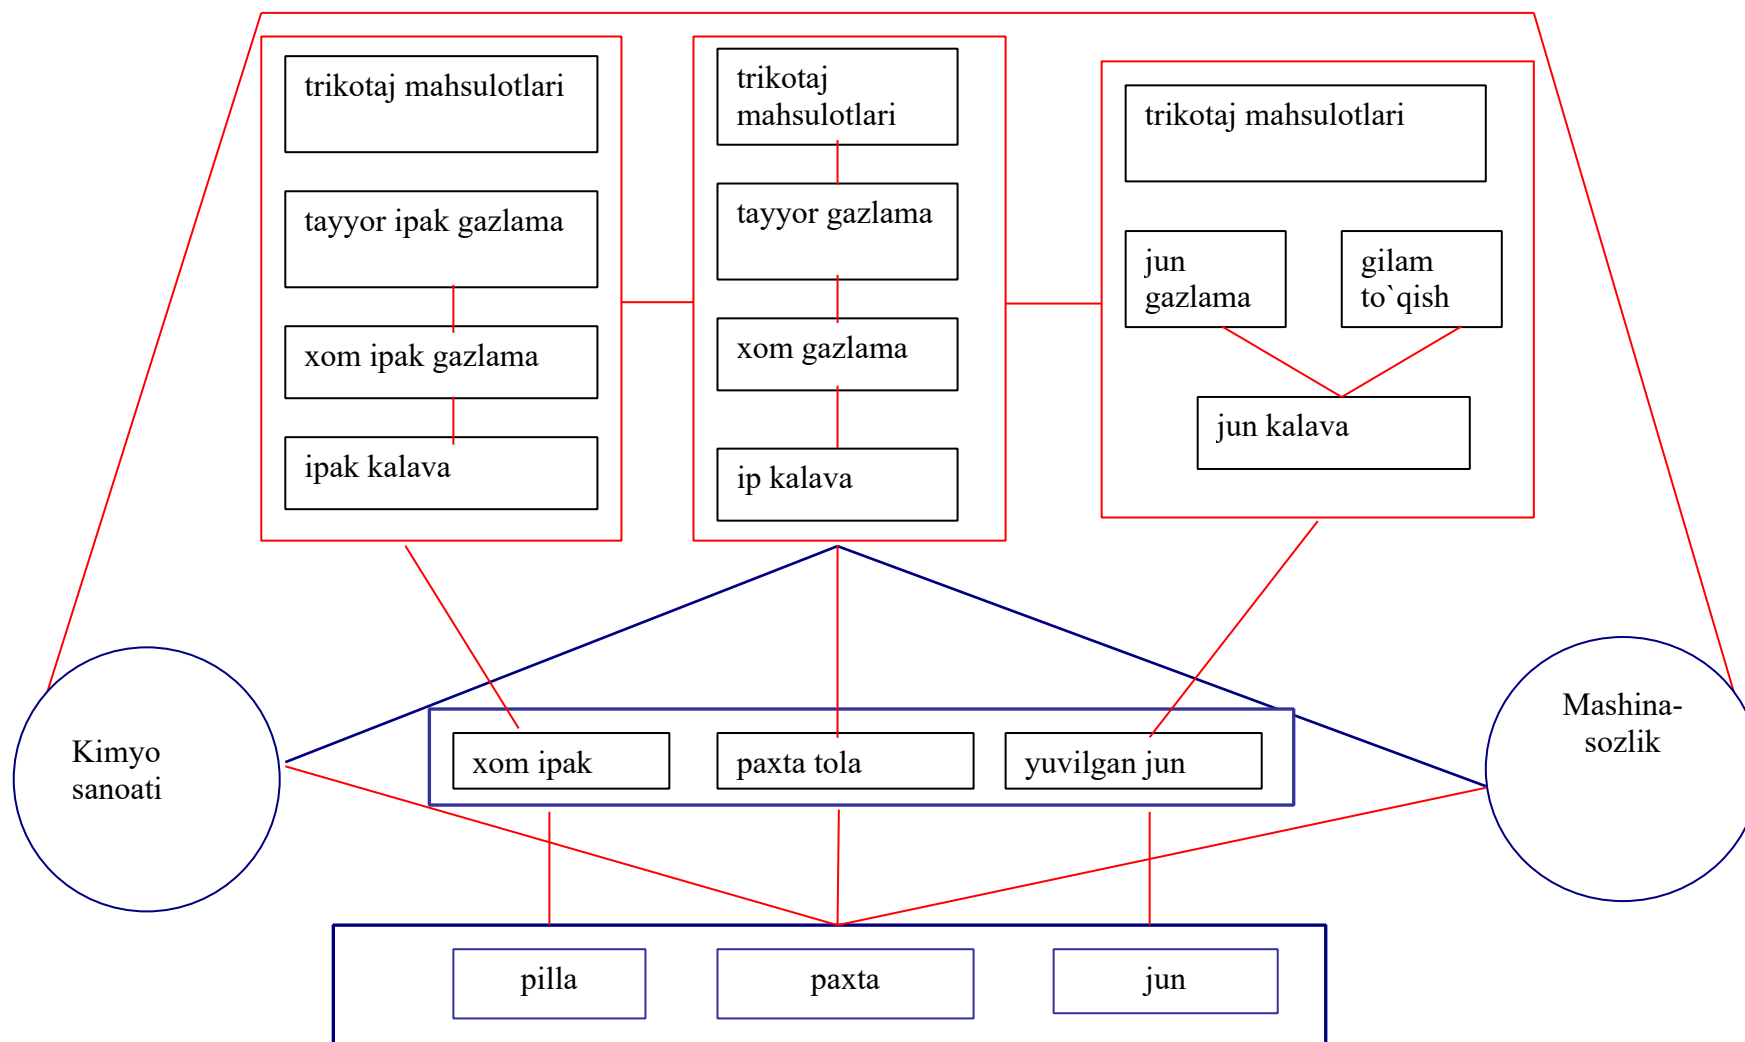 trikotaj mahsulotlari
tayyor ipak gazlama
xom ipak gazlama
ipak kalava
trikotaj
mahsulotlari
tayyor gazlama
xom gazlama
ip kalava
trikotaj mahsulotlari
jun
gazlama
gilam
to`qish
jun kalava
Kimyo
sanoati
xom ipak
paxta tola
yuvilgan jun
Mashina-
sozlik
pilla
paxta
jun